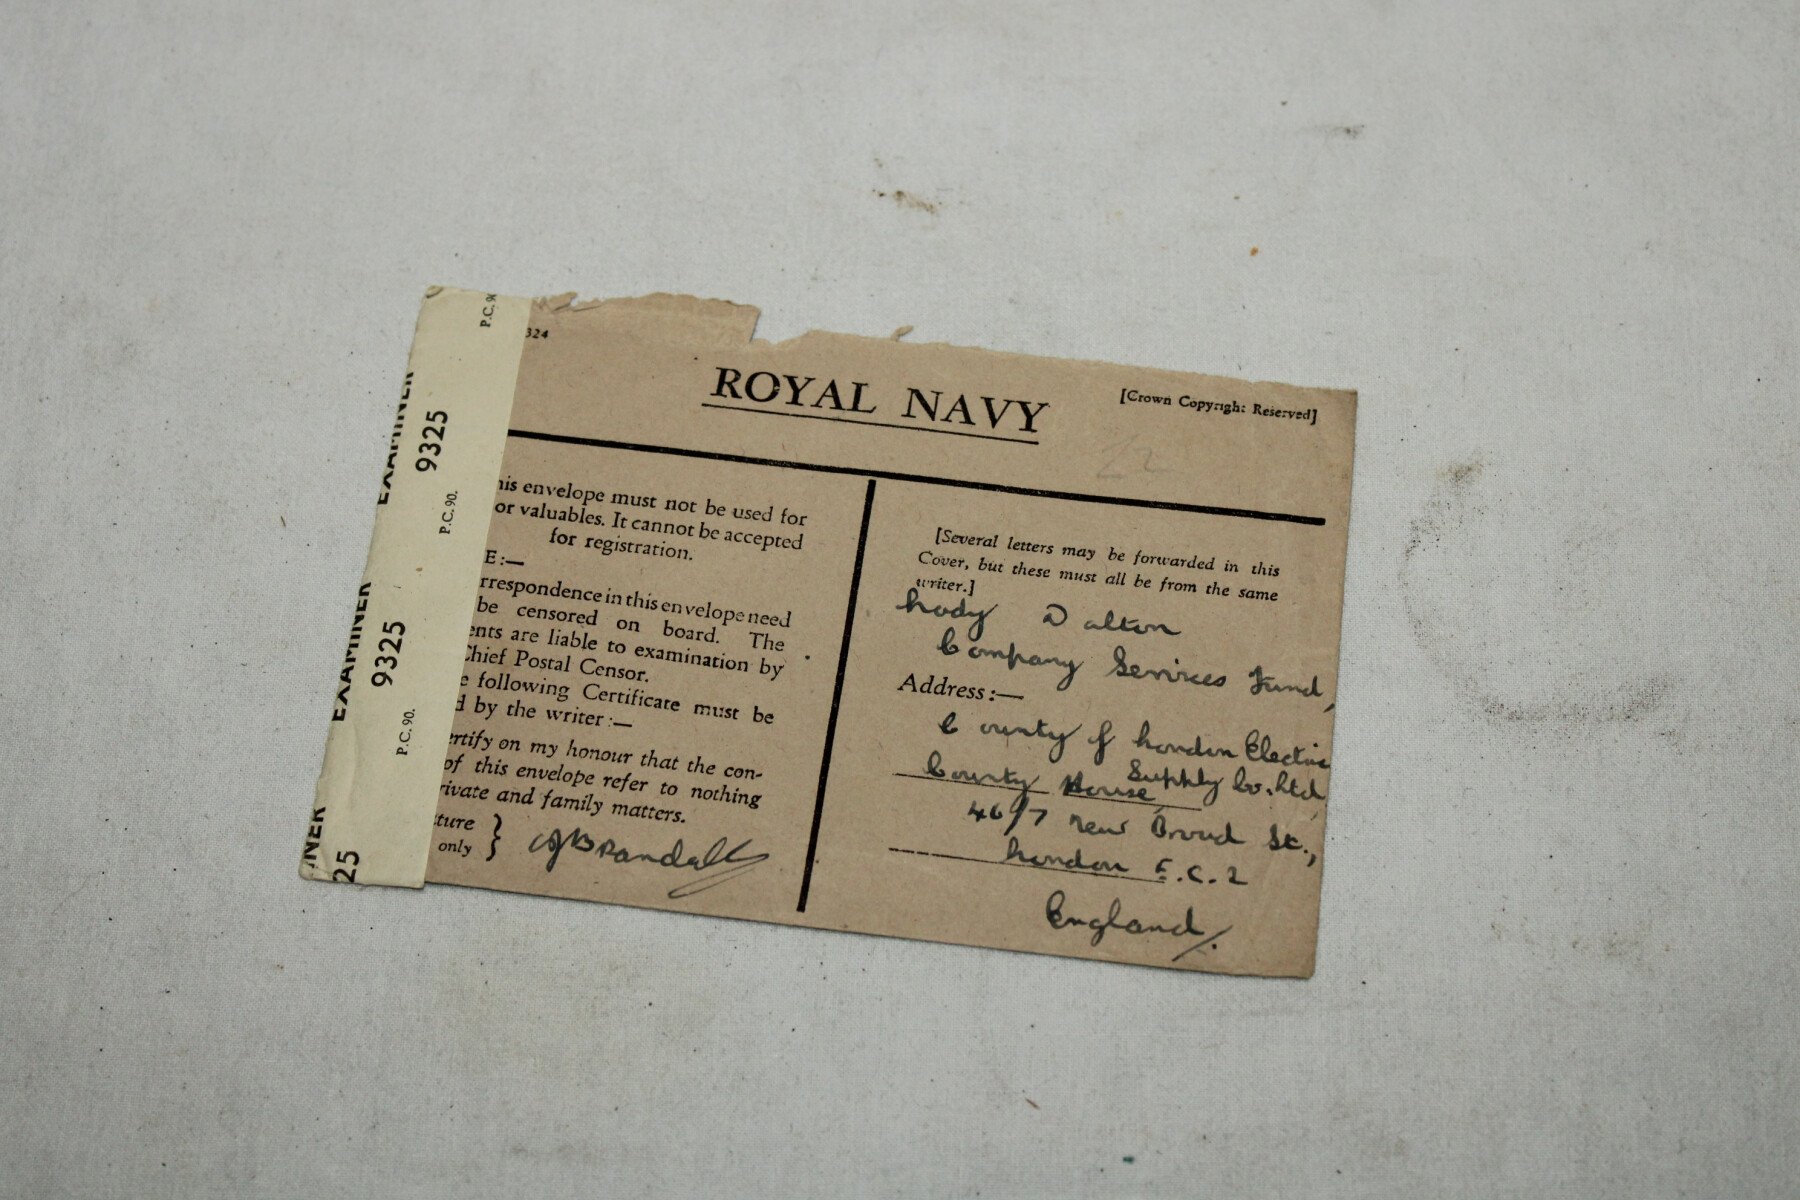 P.C. 90
EXAMINER
9325
P.C. 90.
EXAMINER
9325
P.C. 90.
INER
25
324
ROYAL NAVY
[Crown Copyright Reserved]
22
his envelope must not be used for
or valuables. It cannot be accepted
for registration.
E:—
rrespondence in this envelope need
be censored on board. The
ents are liable to examination by
Chief Postal Censor.
e following Certificate must be
d by the writer:—
ertify on my honour that the con-
of this envelope refer to nothing
rivate and family matters.
ture
only } Randall
[Several letters may be forwarded in this
Cover, but these must all be from the same
writer.]
Lady Dalton
Company Services Fund,
Address:—
County of London Electric
Supply Co. Ltd,
County House,
46/7 New Broad St.,
London E.C.2
England/.